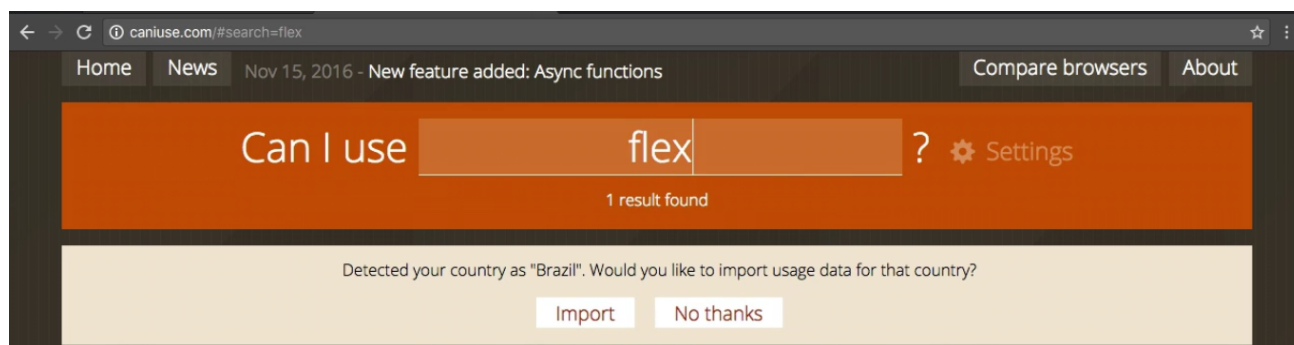 caniuse.com/#search=flex
Home News Nov 15, 2016 - New feature added: Async functions Compare browsers About
Can I use flex ? Settings
1 result found
Detected your country as "Brazil". Would you like to import usage data for that country?
Import No thanks